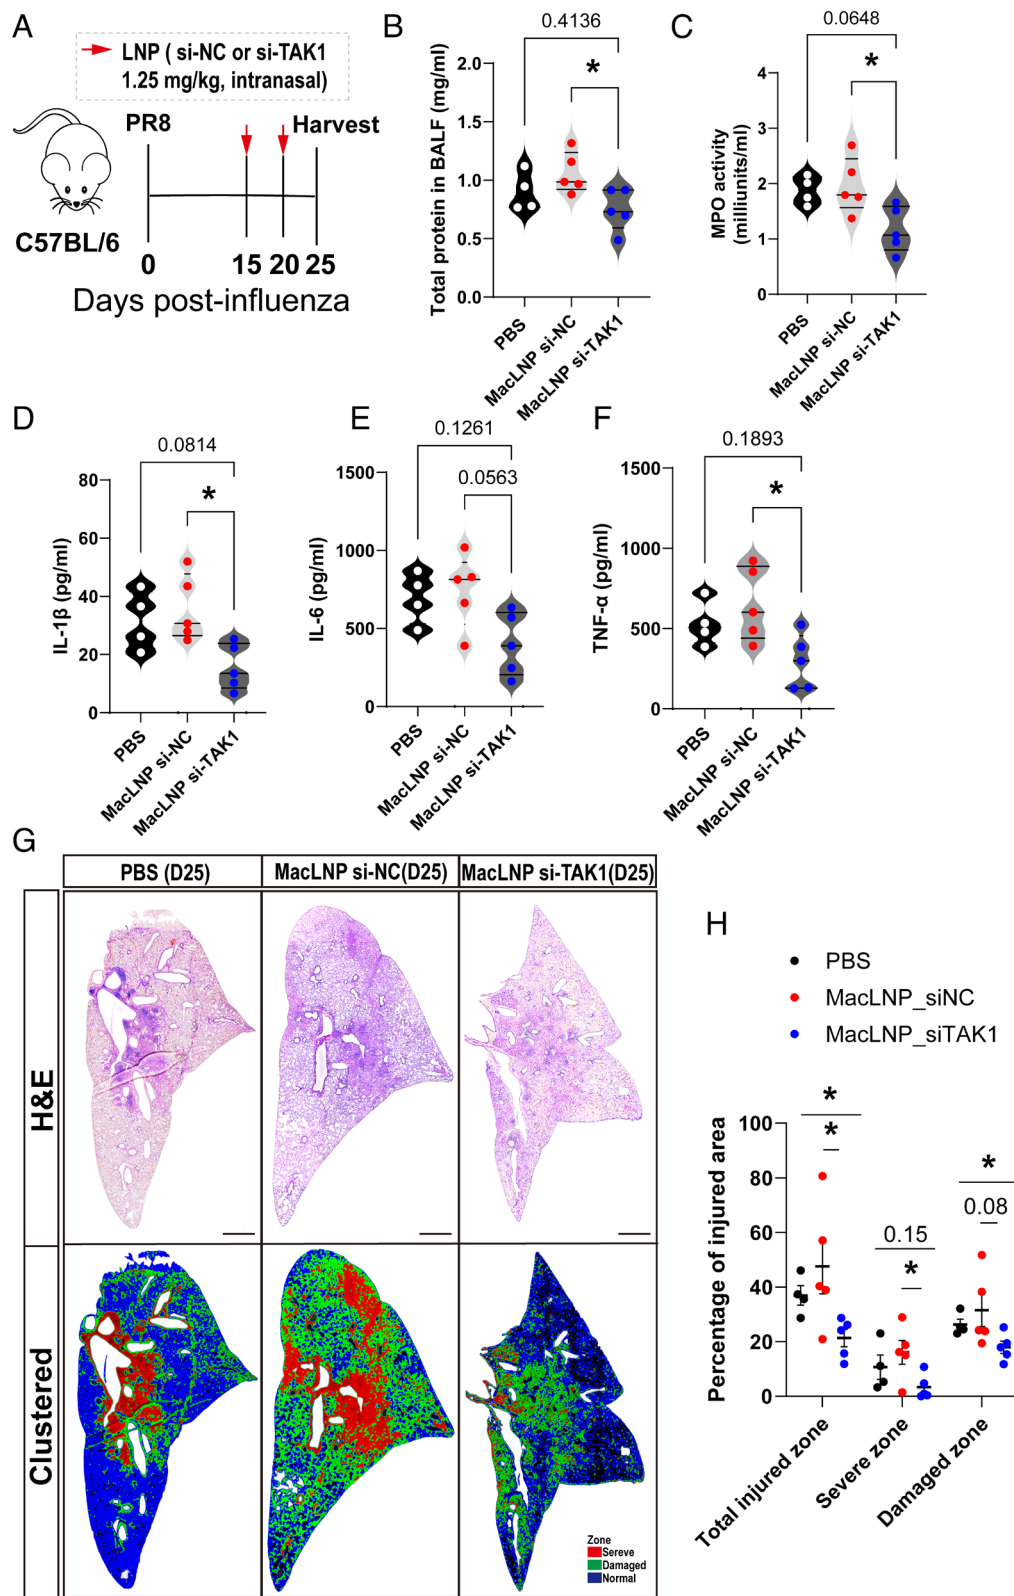 A
LNP ( si-NC or si-TAK1
1.25 mg/kg, intranasal)
PR8
Harvest
C57BL/6
0
15
20
25
Days post-influenza
B
0.4136
*
Total protein in BALF (mg/ml)
2.0
1.5
1.0
0.5
0.0
PBS
MacLNP si-NC
MacLNP si-TAK1
C
0.0648
*
MPO activity
(milliunits/ml)
4
3
2
1
0
PBS
MacLNP si-NC
MacLNP si-TAK1
D
0.0814
*
IL-1β (pg/ml)
80
60
40
20
0
PBS
MacLNP si-NC
MacLNP si-TAK1
E
0.1261
0.0563
IL-6 (pg/ml)
1500
1000
500
0
PBS
MacLNP si-NC
MacLNP si-TAK1
F
0.1893
*
TNF-α (pg/ml)
1500
1000
500
0
PBS
MacLNP si-NC
MacLNP si-TAK1
G
PBS (D25)
MacLNP si-NC(D25)
MacLNP si-TAK1(D25)
H&E
Clustered
Zone
Sereve
Damaged
Normal
H
PBS
MacLNP_siNC
MacLNP_siTAK1
*
*
0.15
*
*
0.08
Percentage of injured area
100
80
60
40
20
0
Total injured zone
Severe zone
Damaged zone